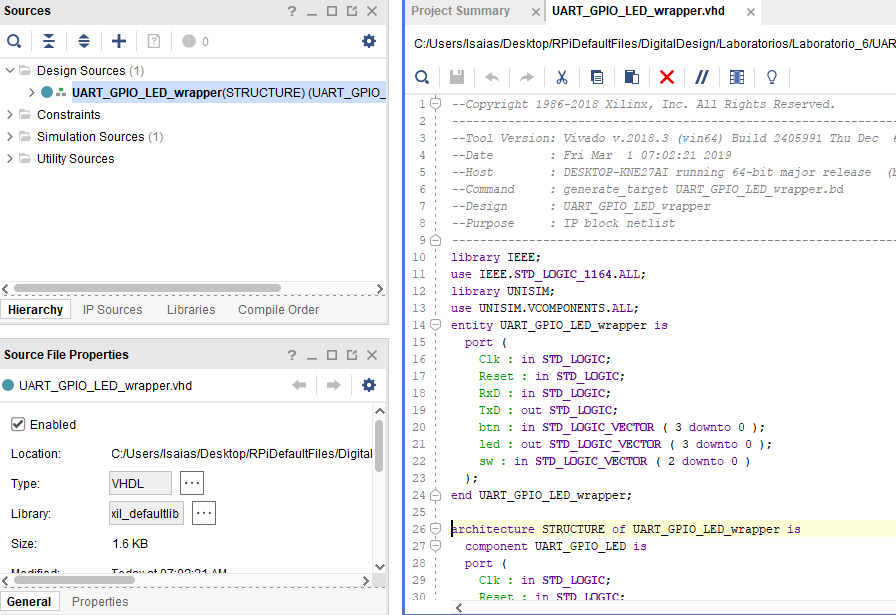 Sources
0
Design Sources (1)
UART_GPIO_LED_wrapper(STRUCTURE) (UART_GPIO_
Constraints
Simulation Sources (1)
Utility Sources
Hierarchy IP Sources Libraries Compile Order
Source File Properties
UART_GPIO_LED_wrapper.vhd
Enabled
Location: C:/Users/Isaias/Desktop/RPiDefaultFiles/Digital
Type: VHDL ...
Library: xil_defaultlib ...
Size: 1.6 KB
Modified: Today at 07:02:21 AM
General Properties
Project Summary UART_GPIO_LED_wrapper.vhd
C:/Users/Isaias/Desktop/RPiDefaultFiles/DigitalDesign/Laboratorios/Laboratorio_6/UAR
1 --Copyright 1986-2018 Xilinx, Inc. All Rights Reserved.
2 ----------------------------------------------------------------
3 --Tool Version: Vivado v.2018.3 (win64) Build 2405991 Thu Dec 6
4 --Date : Fri Mar 1 07:02:21 2019
5 --Host : DESKTOP-KNE27AI running 64-bit major release (b
6 --Command : generate_target UART_GPIO_LED_wrapper.bd
7 --Design : UART_GPIO_LED_wrapper
8 --Purpose : IP block netlist
9 ----------------------------------------------------------------
10 library IEEE;
11 use IEEE.STD_LOGIC_1164.ALL;
12 library UNISIM;
13 use UNISIM.VCOMPONENTS.ALL;
14 entity UART_GPIO_LED_wrapper is
15 port (
16 Clk : in STD_LOGIC;
17 Reset : in STD_LOGIC;
18 RxD : in STD_LOGIC;
19 TxD : out STD_LOGIC;
20 btn : in STD_LOGIC_VECTOR ( 3 downto 0 );
21 led : out STD_LOGIC_VECTOR ( 3 downto 0 );
22 sw : in STD_LOGIC_VECTOR ( 2 downto 0 )
23 );
24 end UART_GPIO_LED_wrapper;
25
26 architecture STRUCTURE of UART_GPIO_LED_wrapper is
27 component UART_GPIO_LED is
28 port (
29 Clk : in STD_LOGIC;
30 Reset : in STD_LOGIC;